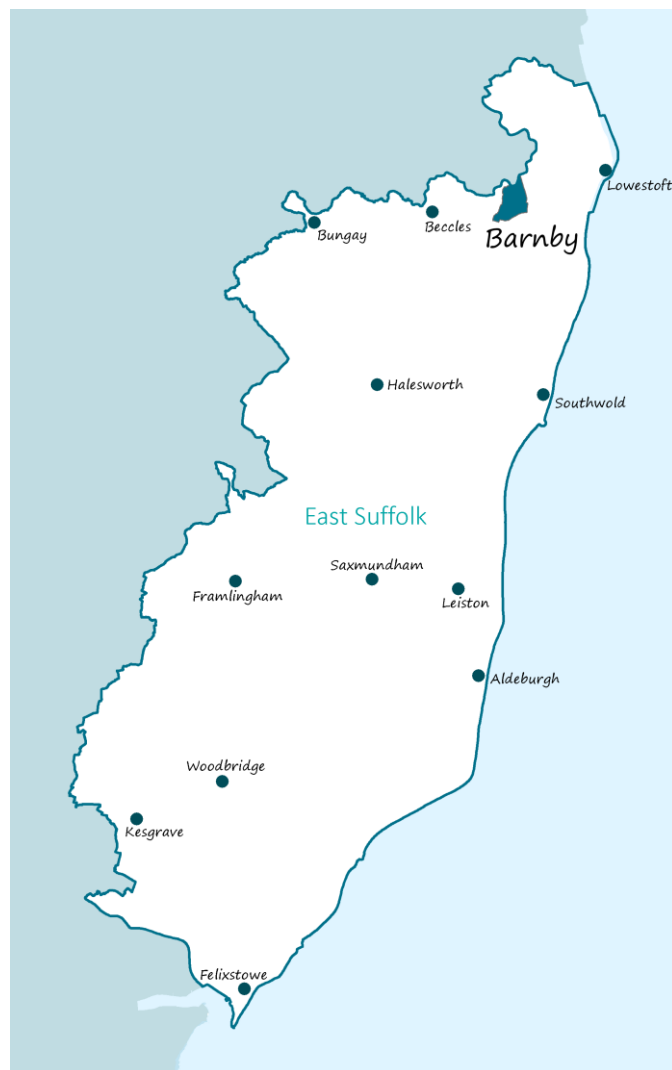 Lowestoft
Beccles
Bungay
Barnby
Halesworth
Southwold
East Suffolk
Saxmundham
Framlingham
Leiston
Aldeburgh
Woodbridge
Kesgrave
Felixstowe